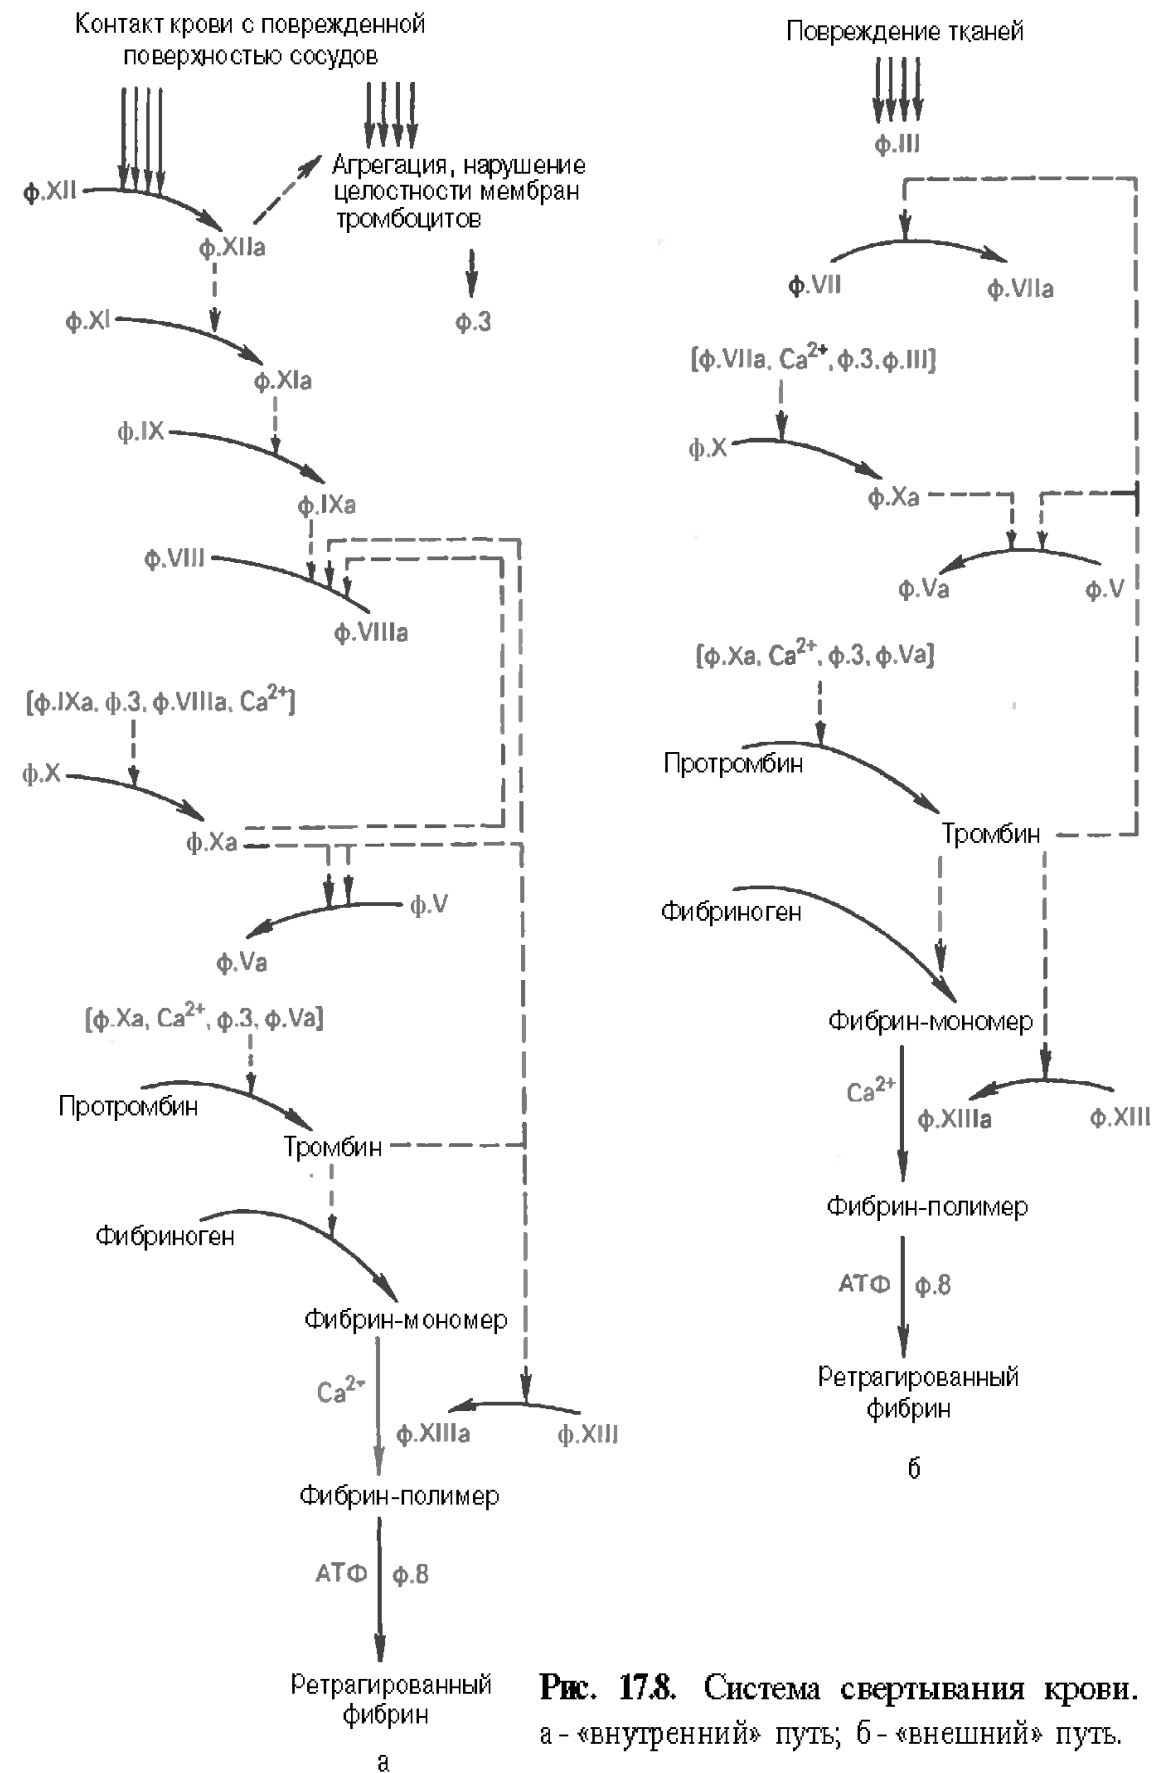 Контакт крови с поврежденной
поверхностью сосудов
ф.XII
ф.XIIa
Агрегация, нарушение
целостности мембран
тромбоцитов
ф.3
ф.XI
ф.XIa
ф.IX
ф.IXa
ф.VIII
ф.VIIIa
[ф.IXa, ф.3, ф.VIIIa, Ca²⁺]
ф.X
ф.Xa
ф.V
ф.Va
[ф.Xa, Ca²⁺, ф.3, ф.Va]
Протромбин
Тромбин
Фибриноген
Фибрин-мономер
Ca²⁺
ф.XIIIa
ф.XIII
Фибрин-полимер
АТФ
ф.8
Ретрагированный
фибрин
а
Повреждение тканей
ф.III
ф.VII
ф.VIIa
[ф.VIIa, Ca²⁺, ф.3, ф.III]
ф.X
ф.Xa
ф.Va
ф.V
[ф.Xa, Ca²⁺, ф.3, ф.Va]
Протромбин
Тромбин
Фибриноген
Фибрин-мономер
Ca²⁺
ф.XIIIa
ф.XIII
Фибрин-полимер
АТФ
ф.8
Ретрагированный
фибрин
б
Рис. 17.8. Система свертывания крови.
а - «внутренний» путь; б - «внешний» путь.